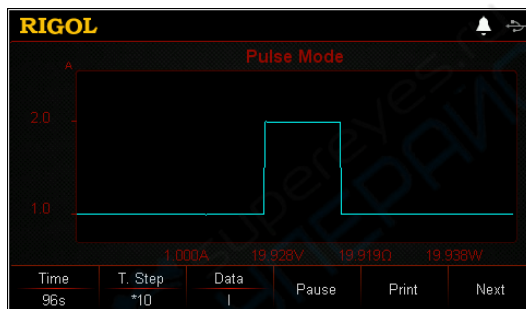 RIGOL
Pulse Mode
A
2.0
1.0
1.000A 19.928V 19.919Ω 19.938W
Time T. Step Data Pause Print Next
96s *10 I